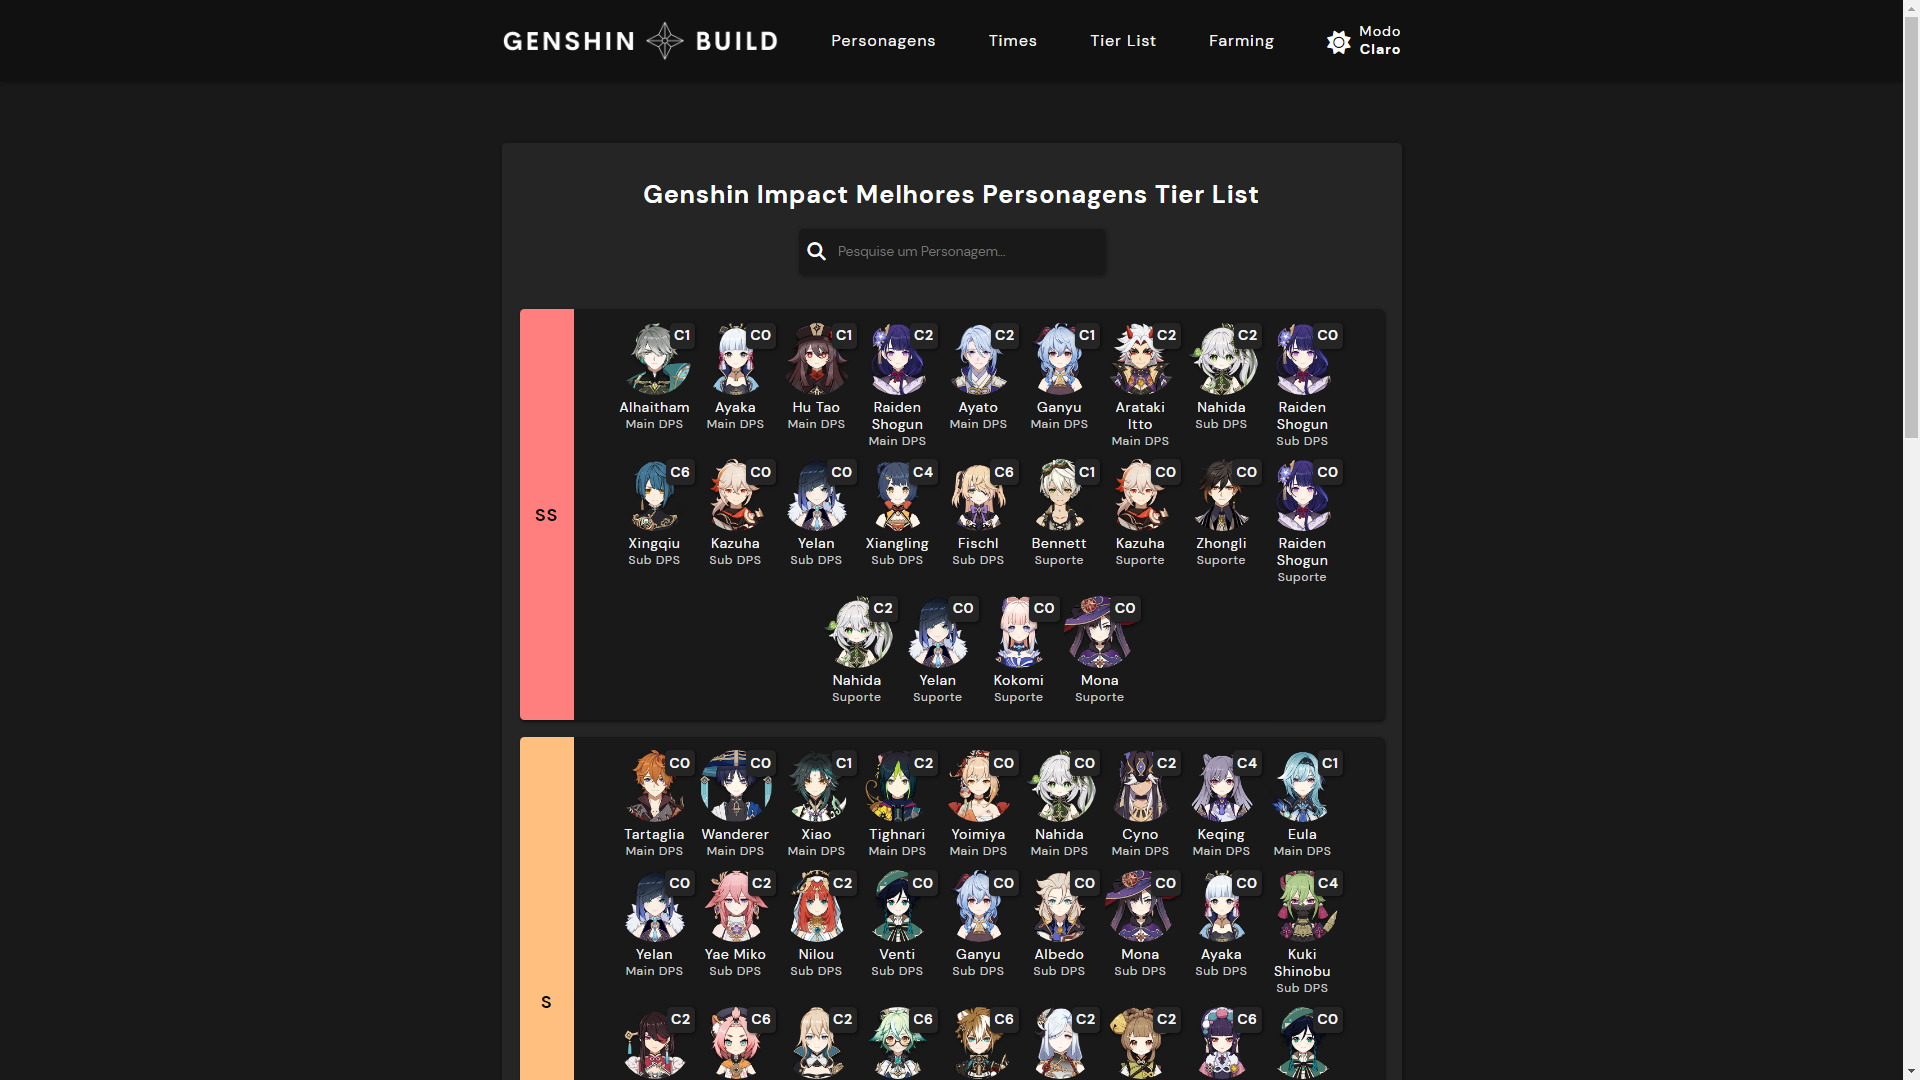 GENSHIN BUILD
Personagens
Times
Tier List
Farming
Modo
Claro
Genshin Impact Melhores Personagens Tier List
Pesquise um Personagem...
SS
C1 C0 C1 C2 C2 C1 C2 C2 C0
Alhaitham Ayaka Hu Tao Raiden Shogun Ayato Ganyu Arataki Itto Nahida Raiden Shogun
Main DPS Main DPS Main DPS Main DPS Main DPS Main DPS Main DPS Sub DPS Sub DPS
C6 C0 C0 C4 C6 C1 C0 C0 C0
Xingqiu Kazuha Yelan Xiangling Fischl Bennett Kazuha Zhongli Raiden Shogun
Sub DPS Sub DPS Sub DPS Sub DPS Sub DPS Suporte Suporte Suporte Suporte
C2 C0 C0 C0
Nahida Yelan Kokomi Mona
Suporte Suporte Suporte Suporte
S
C0 C0 C1 C2 C0 C0 C2 C4 C1
Tartaglia Wanderer Xiao Tighnari Yoimiya Nahida Cyno Keqing Eula
Main DPS Main DPS Main DPS Main DPS Main DPS Main DPS Main DPS Main DPS Main DPS
C0 C2 C2 C0 C0 C0 C0 C0 C4
Yelan Yae Miko Nilou Venti Ganyu Albedo Mona Ayaka Kuki Shinobu
Main DPS Sub DPS Sub DPS Sub DPS Sub DPS Sub DPS Sub DPS Sub DPS Sub DPS
C2 C6 C2 C6 C6 C2 C2 C6 C0